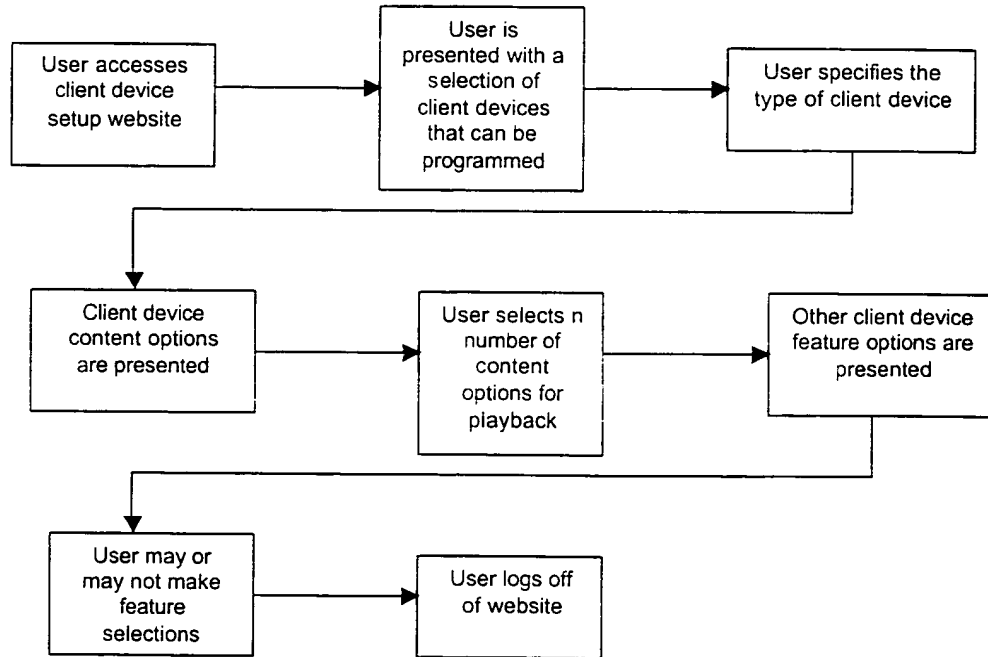 User accesses
client device
setup website
User is
presented with a
selection of
client devices
that can be
programmed
User specifies the
type of client device
Client device
content options
are presented
User selects n
number of
content
options for
playback
Other client device
feature options are
presented
User may or
may not make
feature
selections
User logs off
of website